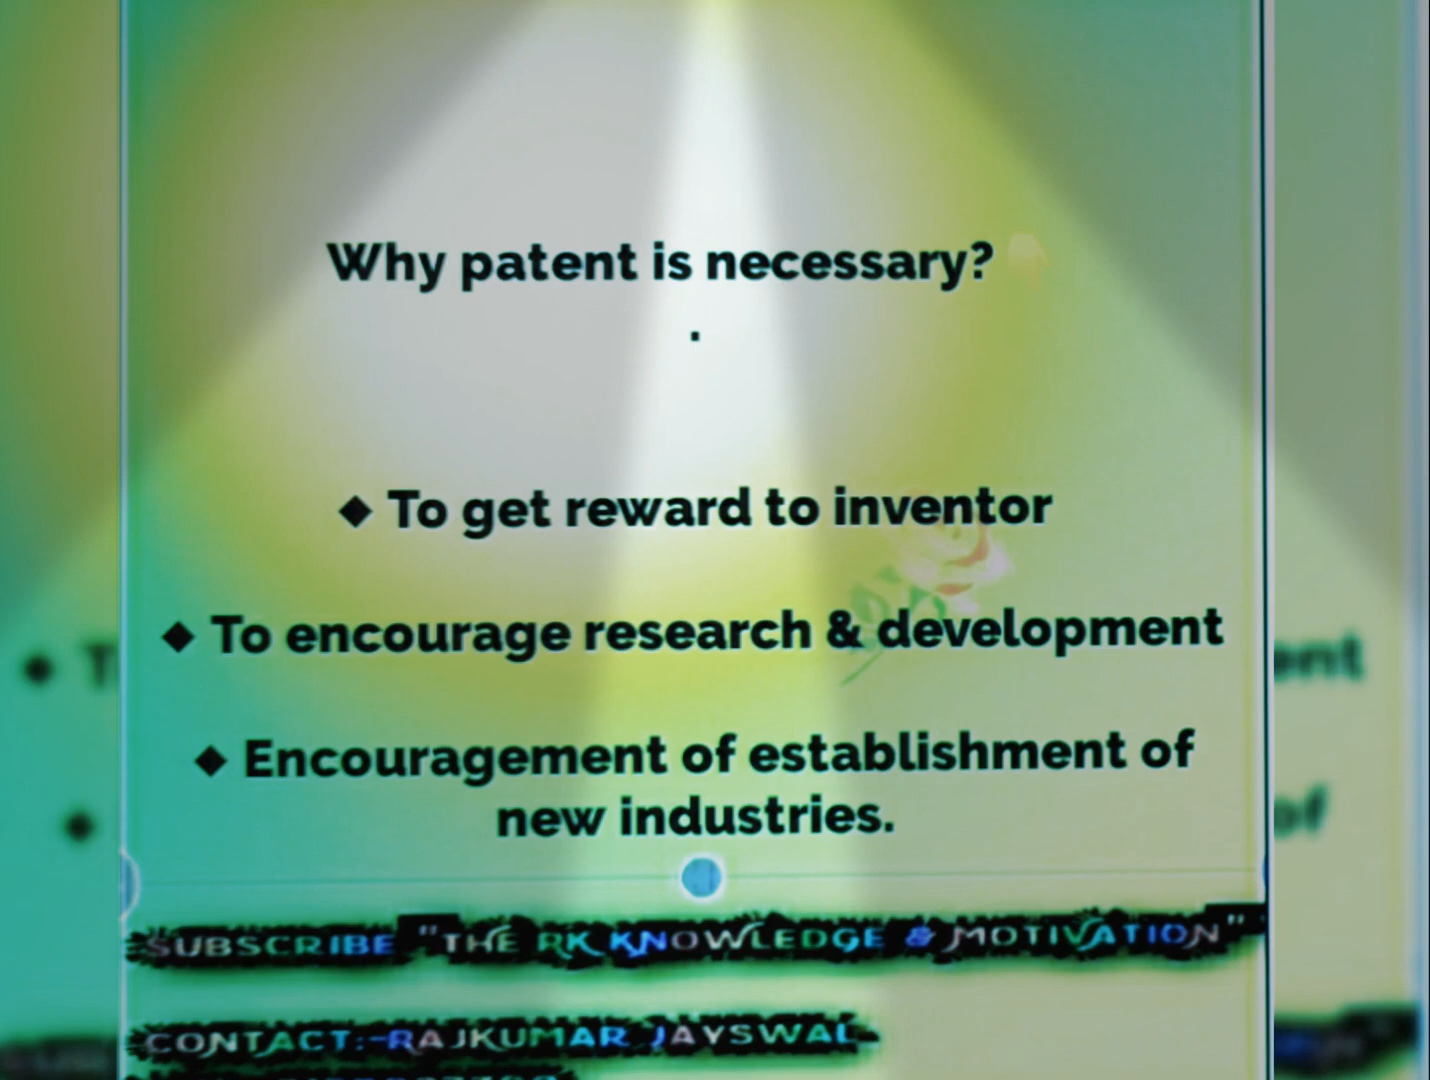 Why patent is necessary?
.
◆ To get reward to inventor
◆ To encourage research & development
◆ Encouragement of establishment of
new industries.
SUBSCRIBE "THE RK KNOWLEDGE & MOTIVATION"
CONTACT:-RAJKUMAR JAYSWAL